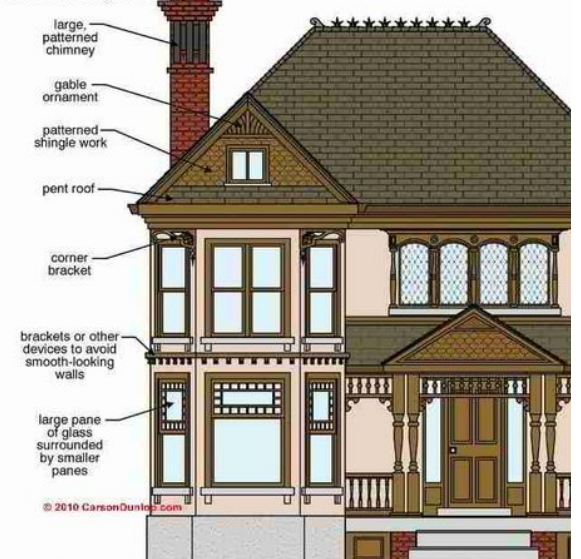 large,
patterned
chimney
gable
ornament
patterned
shingle work
pent roof
corner
bracket
brackets or other
devices to avoid
smooth-looking
walls
large pane
of glass
surrounded
by smaller
panes
© 2010 CarsonDunlop.com